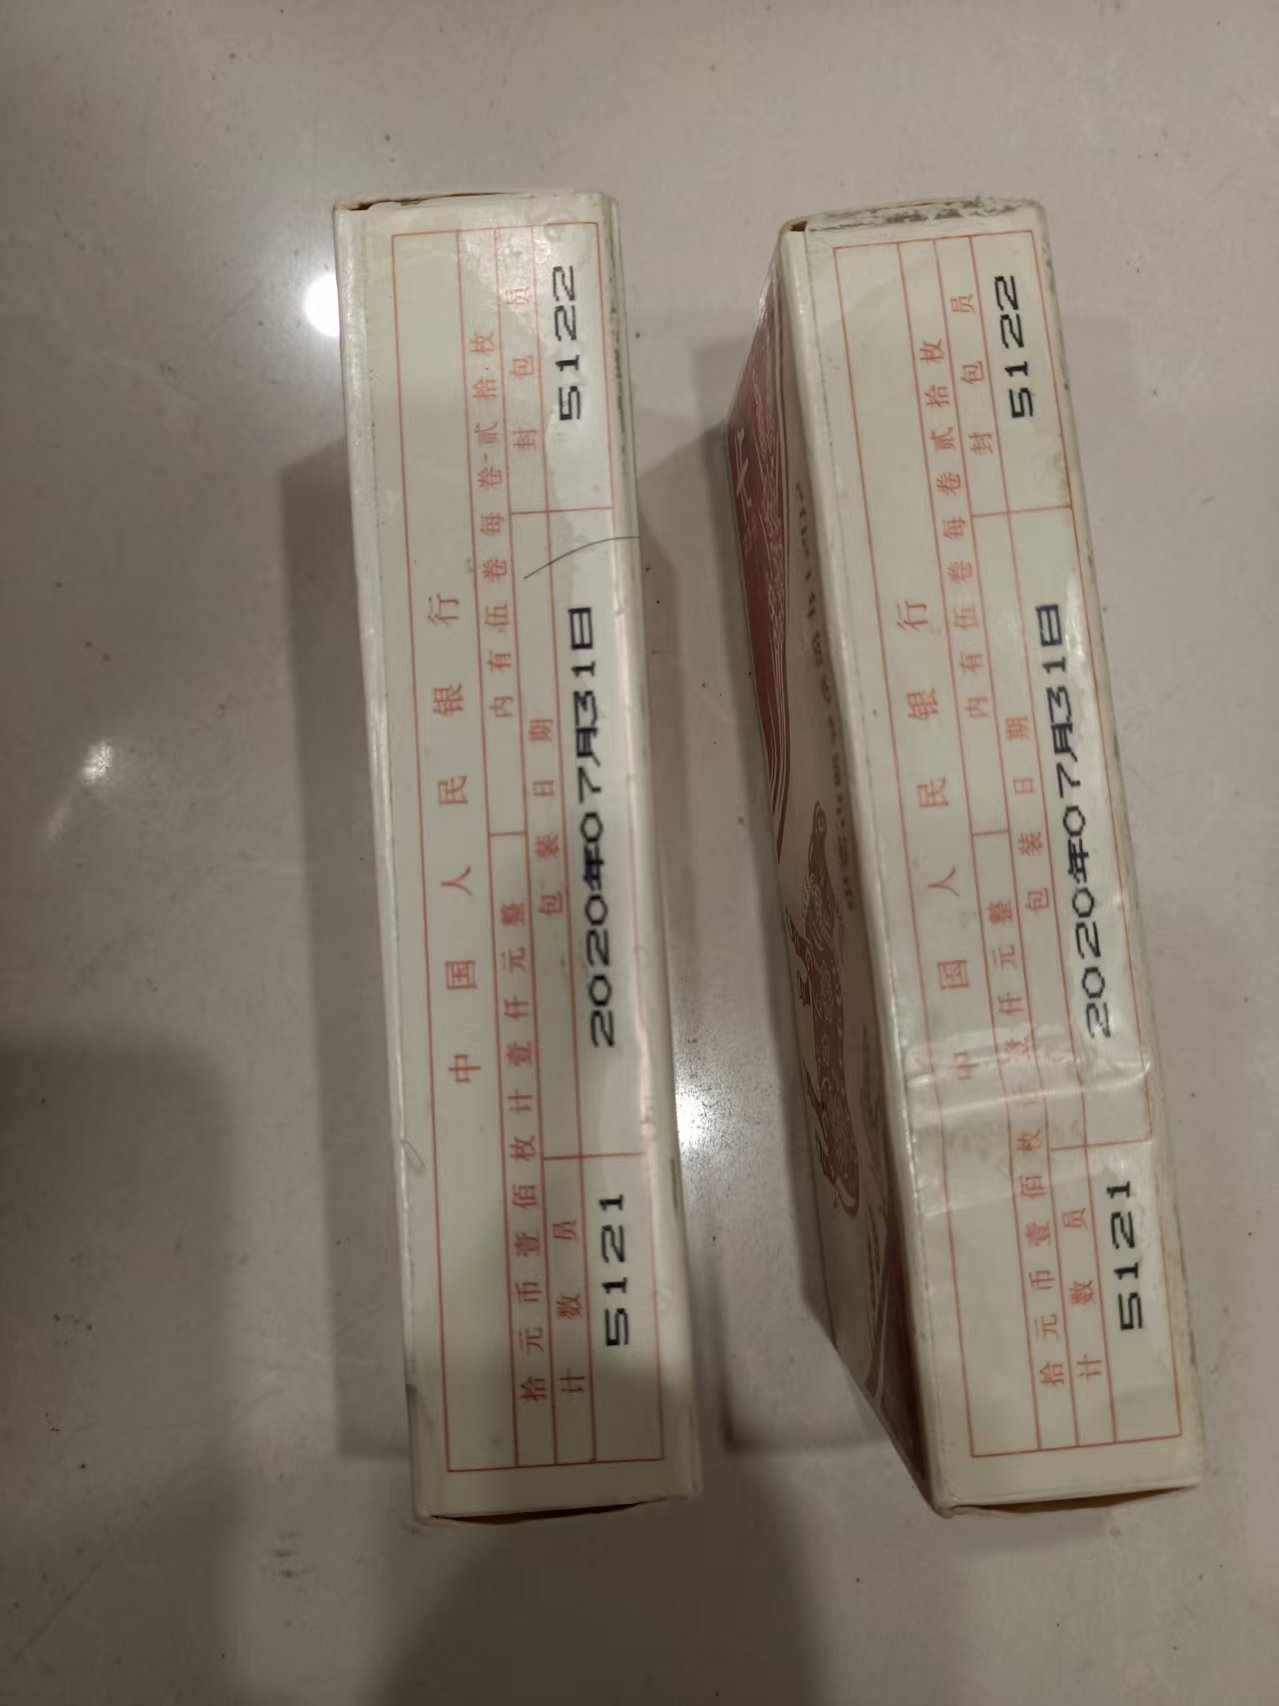 中国人民银行
拾元币壹佰枚计壹仟元整 内有伍卷每卷贰拾枚
计数员 包装日期 封包员
5121 2020年07月31日 5122
中国人民银行
拾元币壹佰枚计壹仟元整 内有伍卷每卷贰拾枚
计数员 包装日期 封包员
5121 2020年07月31日 5122